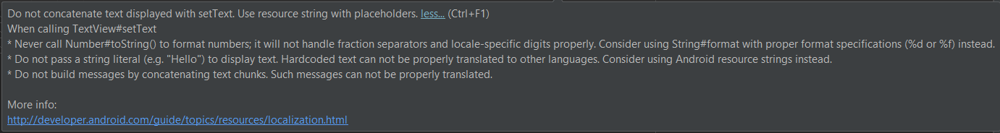 Do not concatenate text displayed with setText. Use resource string with placeholders. less... (Ctrl+F1)
When calling TextView#setText
* Never call Number#toString() to format numbers; it will not handle fraction separators and locale-specific digits properly. Consider using String#format with proper format specifications (%d or %f) instead.
* Do not pass a string literal (e.g. "Hello") to display text. Hardcoded text can not be properly translated to other languages. Consider using Android resource strings instead.
* Do not build messages by concatenating text chunks. Such messages can not be properly translated.
More info:
http://developer.android.com/guide/topics/resources/localization.html